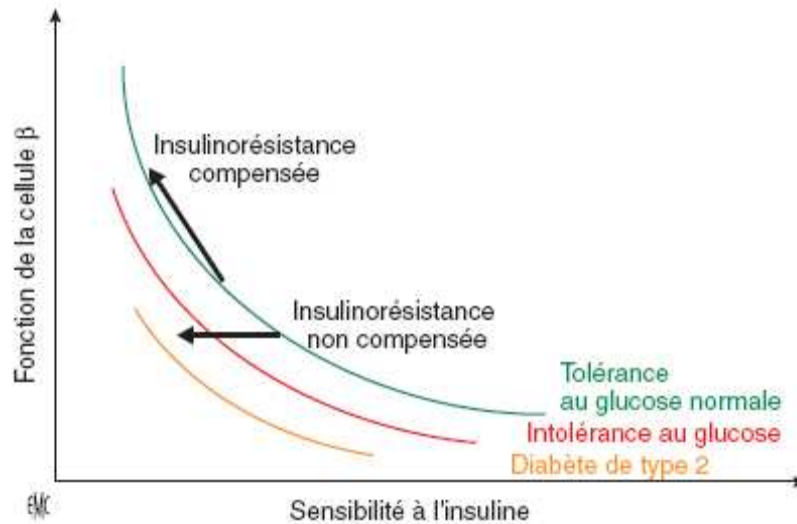 Fonction de la cellule β
Insulinorésistance
compensée
Insulinorésistance
non compensée
Tolérance
au glucose normale
Intolérance au glucose
Diabète de type 2
EMC
Sensibilité à l'insuline